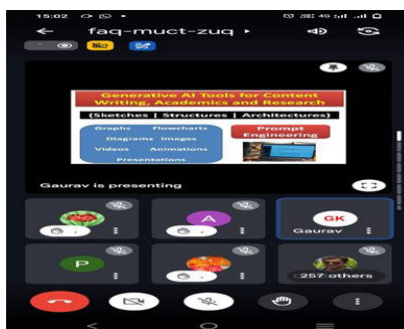 15:02
4G
faq-muct-zuq
Generative AI Tools for Content
Writing, Academics and Research
(Sketches | Structures | Architectures)
Graphs Flowcharts
Diagrams Images
Videos Animations
Presentations
Prompt
Engineering
Gaurav is presenting
A
GK
Gaurav
P
257 others